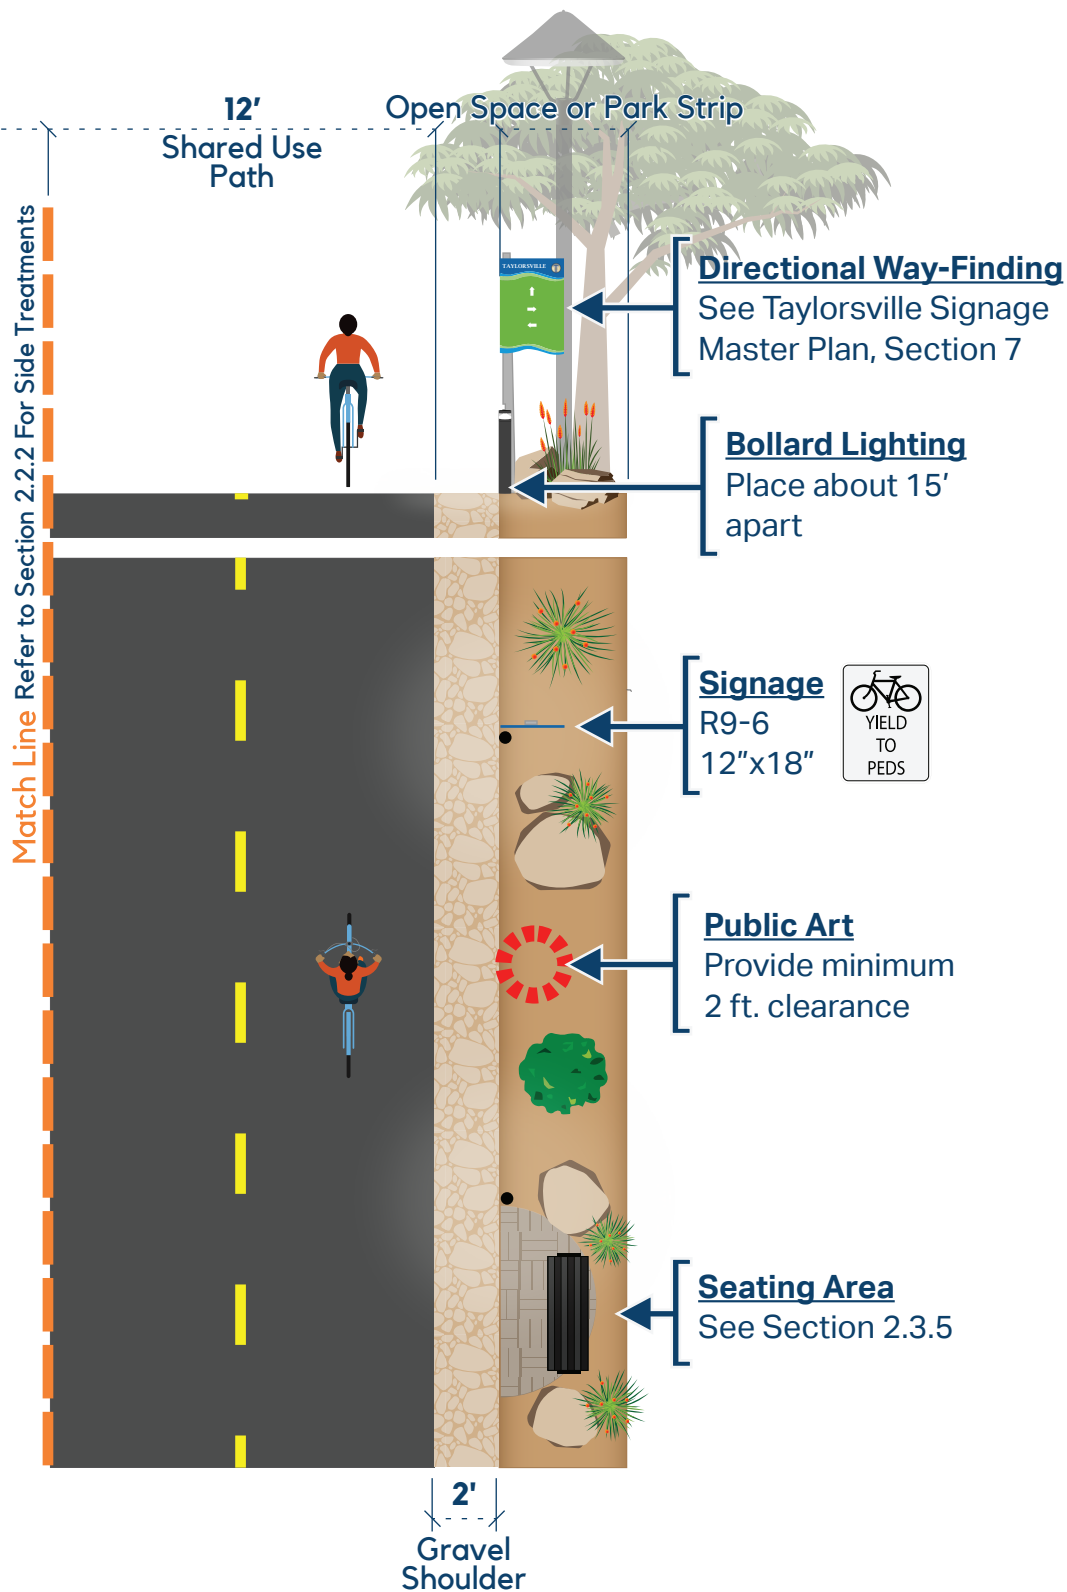 12′
Shared Use
Path
Open Space or Park Strip
Match Line Refer to Section 2.2.2 For Side Treatments
TAYLORSVILLE
Directional Way-Finding
See Taylorsville Signage
Master Plan, Section 7
Bollard Lighting
Place about 15′
apart
Signage
R9-6
12″x18″
YIELD
TO
PEDS
Public Art
Provide minimum
2 ft. clearance
Seating Area
See Section 2.3.5
2'
Gravel
Shoulder